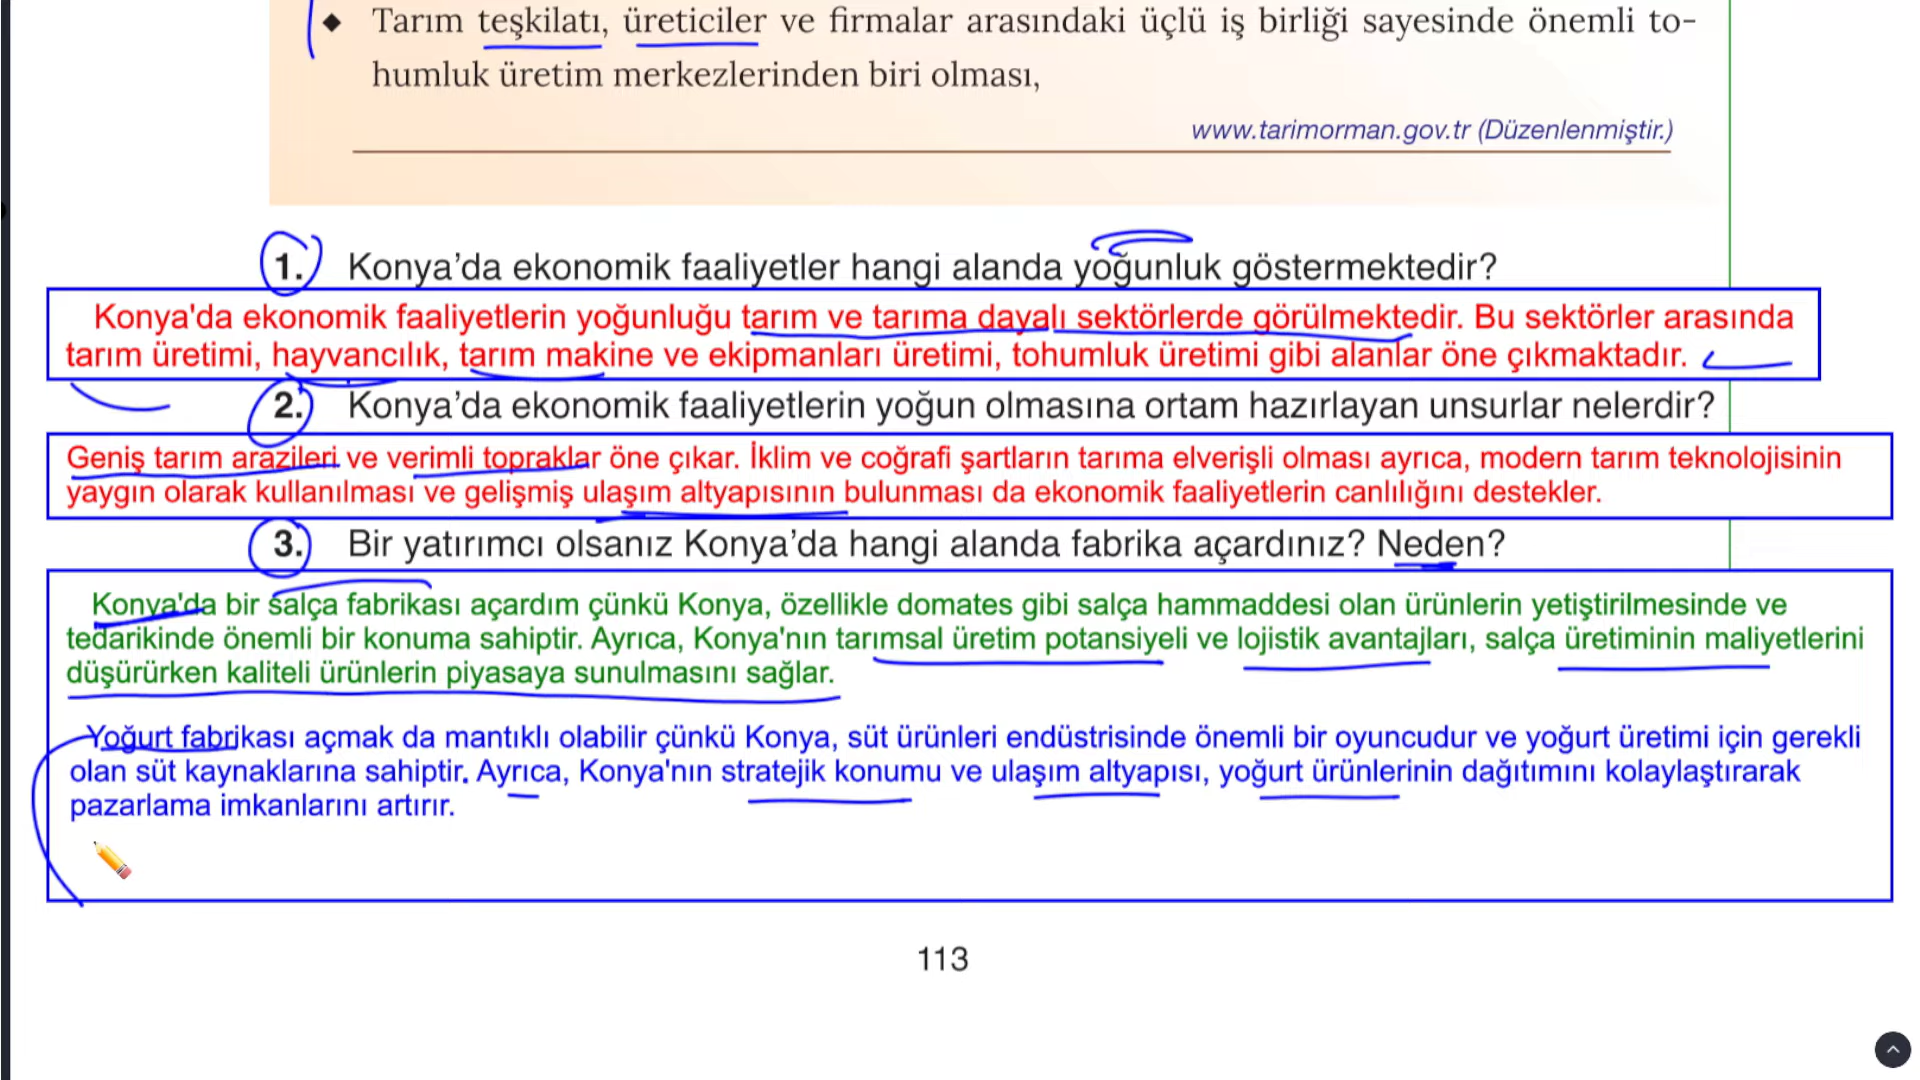 ◆ Tarım teşkilatı, üreticiler ve firmalar arasındaki üçlü iş birliği sayesinde önemli to-
humluk üretim merkezlerinden biri olması,
www.tarimorman.gov.tr (Düzenlenmiştir.)
1. Konya’da ekonomik faaliyetler hangi alanda yoğunluk göstermektedir?
Konya'da ekonomik faaliyetlerin yoğunluğu tarım ve tarıma dayalı sektörlerde görülmektedir. Bu sektörler arasında
tarım üretimi, hayvancılık, tarım makine ve ekipmanları üretimi, tohumluk üretimi gibi alanlar öne çıkmaktadır.
2. Konya’da ekonomik faaliyetlerin yoğun olmasına ortam hazırlayan unsurlar nelerdir?
Geniş tarım arazileri ve verimli topraklar öne çıkar. İklim ve coğrafi şartların tarıma elverişli olması ayrıca, modern tarım teknolojisinin
yaygın olarak kullanılması ve gelişmiş ulaşım altyapısının bulunması da ekonomik faaliyetlerin canlılığını destekler.
3. Bir yatırımcı olsanız Konya’da hangi alanda fabrika açardınız? Neden?
Konya'da bir salça fabrikası açardım çünkü Konya, özellikle domates gibi salça hammaddesi olan ürünlerin yetiştirilmesinde ve
tedarikinde önemli bir konuma sahiptir. Ayrıca, Konya'nın tarımsal üretim potansiyeli ve lojistik avantajları, salça üretiminin maliyetlerini
düşürürken kaliteli ürünlerin piyasaya sunulmasını sağlar.
Yoğurt fabrikası açmak da mantıklı olabilir çünkü Konya, süt ürünleri endüstrisinde önemli bir oyuncudur ve yoğurt üretimi için gerekli
olan süt kaynaklarına sahiptir. Ayrıca, Konya'nın stratejik konumu ve ulaşım altyapısı, yoğurt ürünlerinin dağıtımını kolaylaştırarak
pazarlama imkanlarını artırır.
113